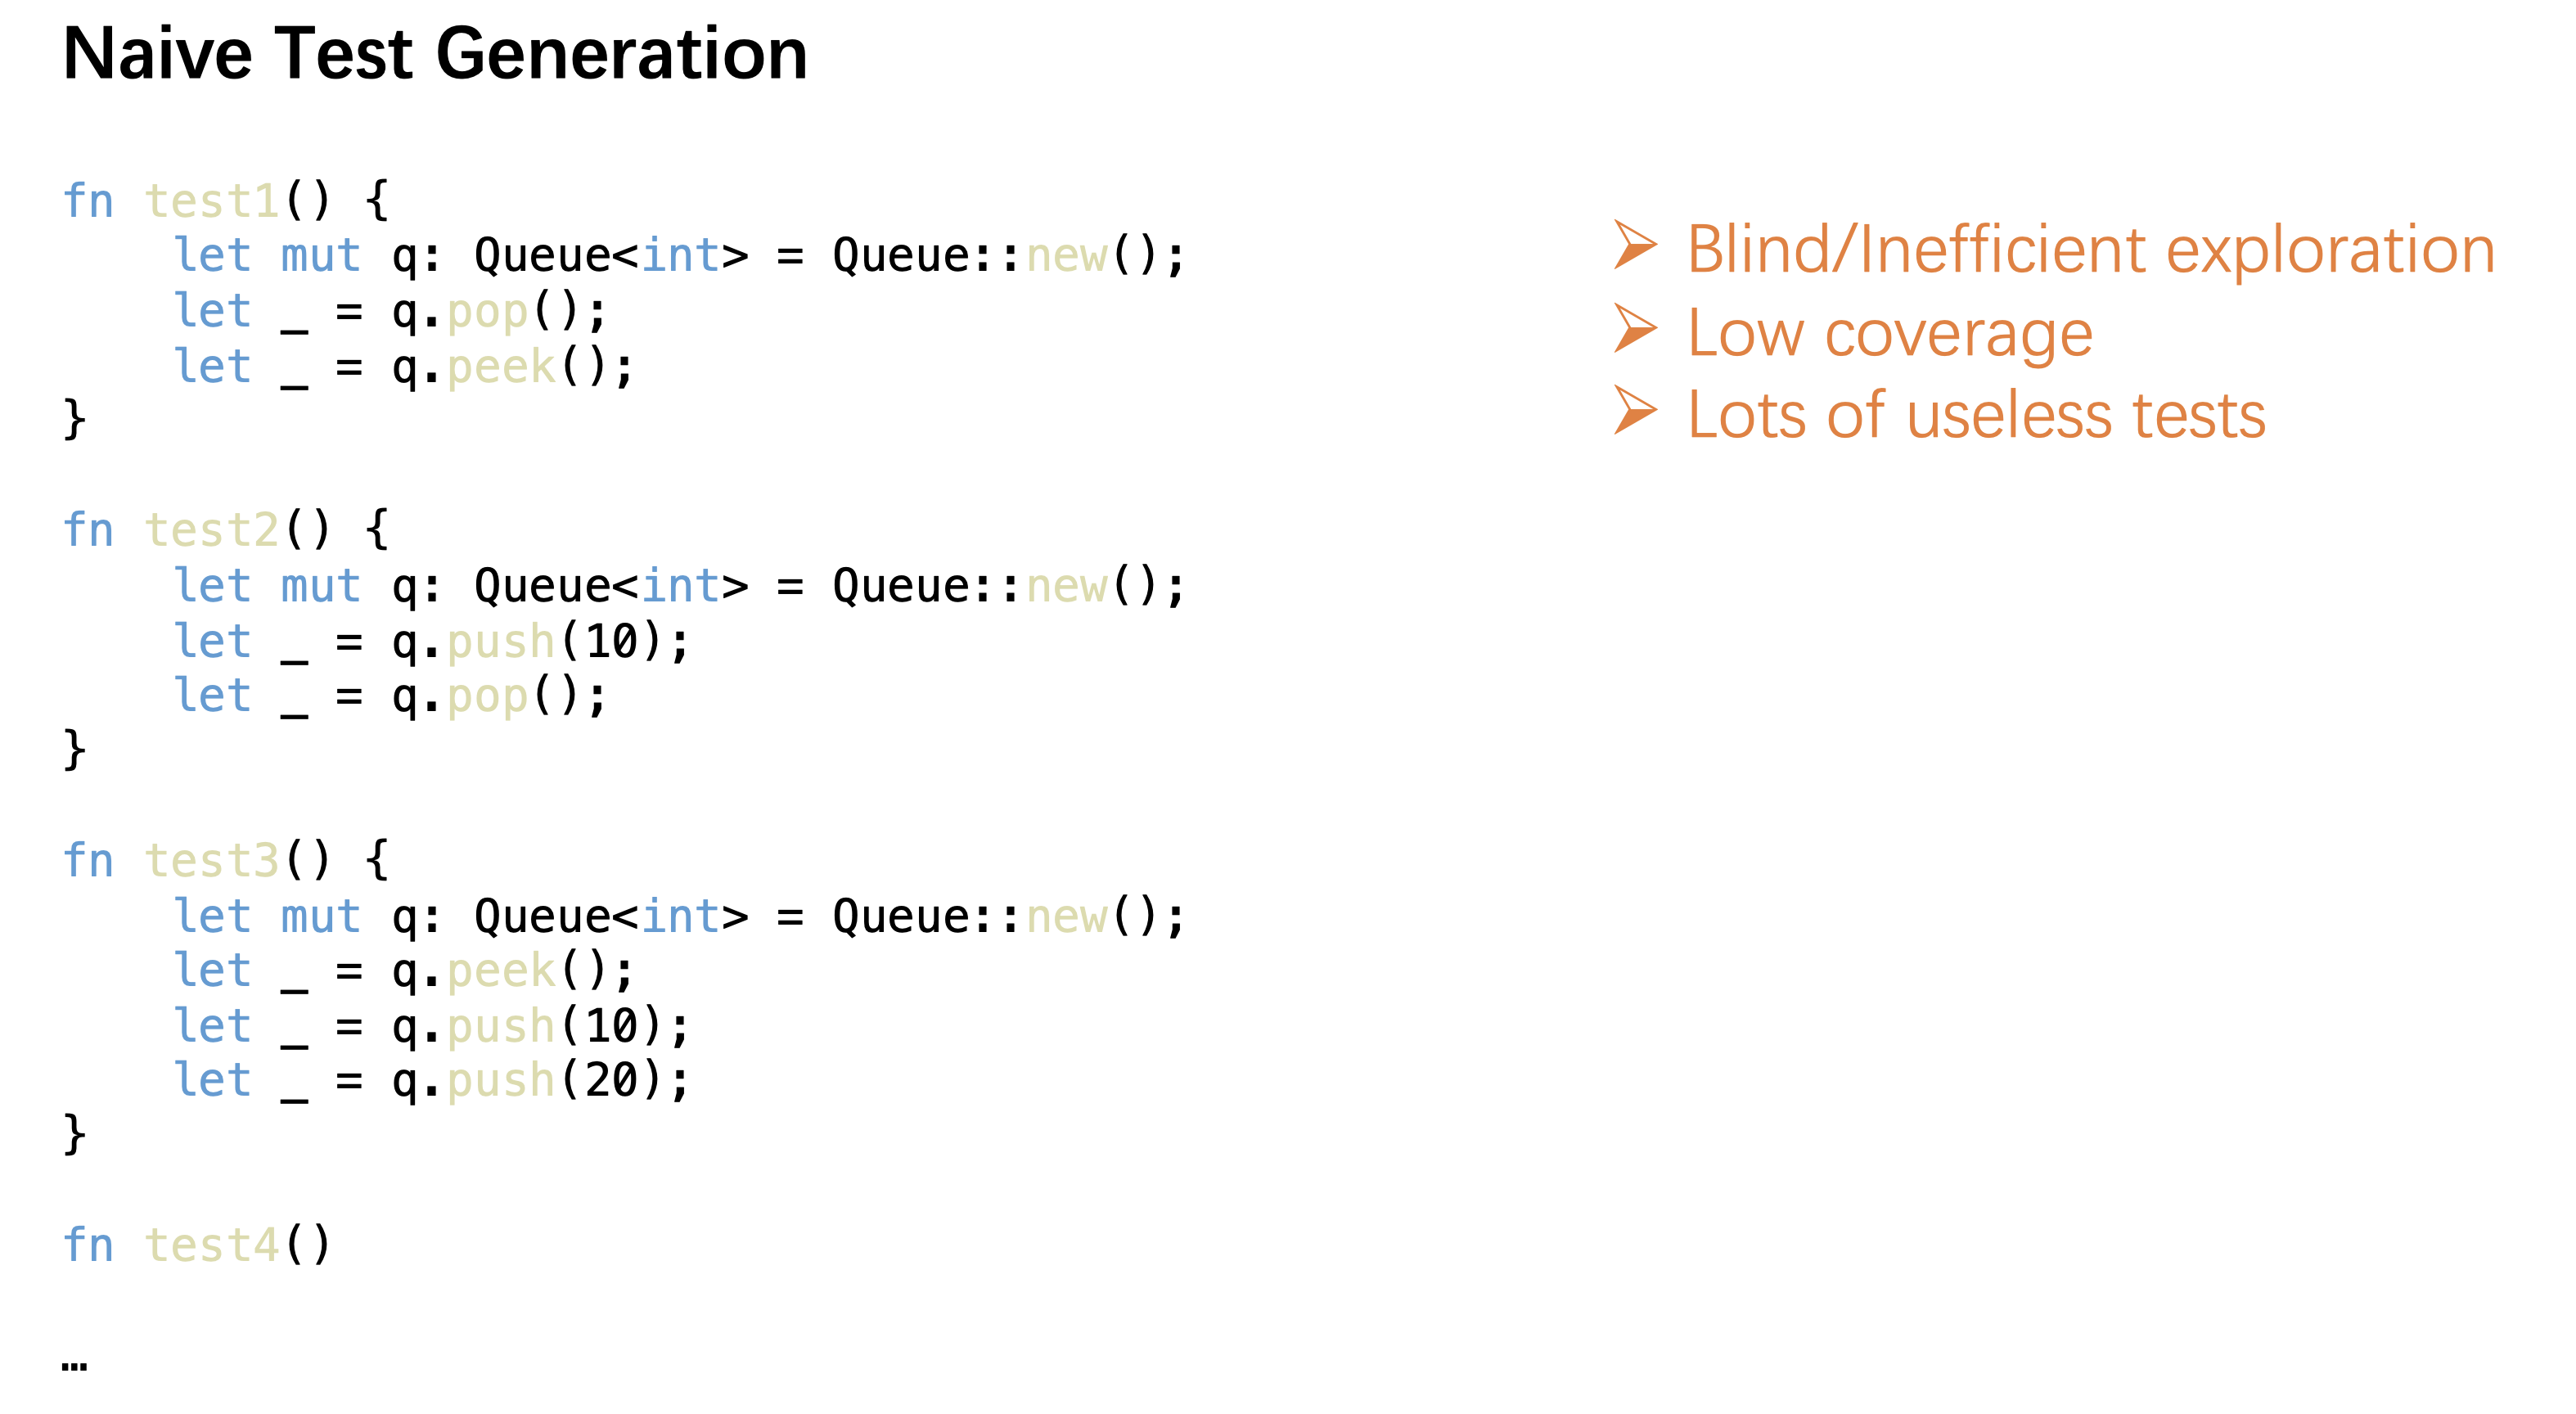 Naive Test Generation
fn test1() {
    let mut q: Queue<int> = Queue::new();
    let _ = q.pop();
    let _ = q.peek();
}
fn test2() {
    let mut q: Queue<int> = Queue::new();
    let _ = q.push(10);
    let _ = q.pop();
}
fn test3() {
    let mut q: Queue<int> = Queue::new();
    let _ = q.peek();
    let _ = q.push(10);
    let _ = q.push(20);
}
fn test4()
…
➢ Blind/Inefficient exploration
➢ Low coverage
➢ Lots of useless tests